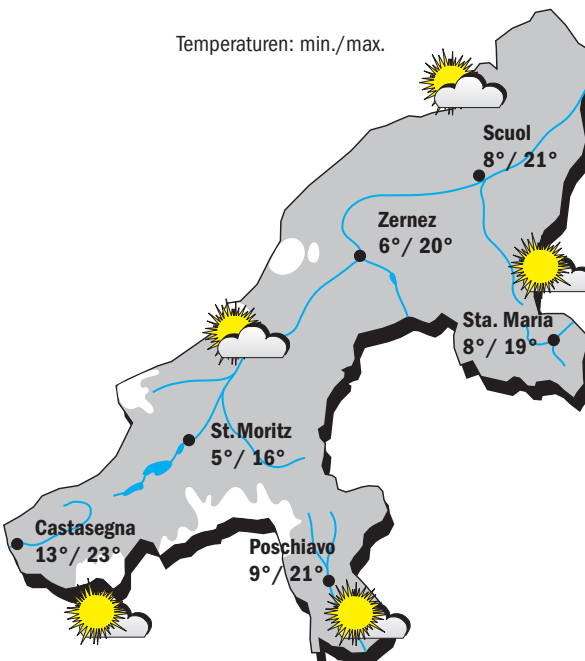 Temperaturen: min./max.
Scuol
8°/ 21°
Zernez
6°/ 20°
Sta. Maria
8°/ 19°
St. Moritz
5°/ 16°
Castasegna
13°/ 23°
Poschiavo
9°/ 21°